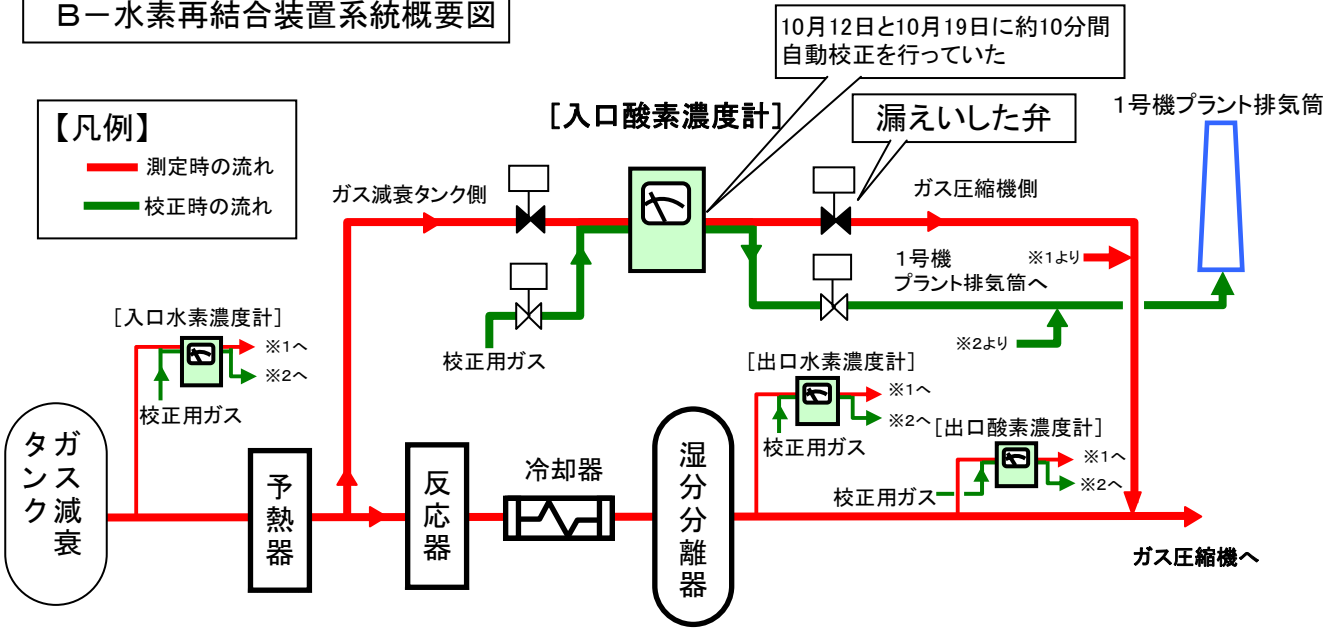 B-水素再結合装置系統概要図
10月12日と10月19日に約10分間
自動校正を行っていた
【凡例】
測定時の流れ
校正時の流れ
[入口酸素濃度計]
漏えいした弁
1号機プラント排気筒
ガス減衰タンク側
ガス圧縮機側
1号機
プラント排気筒へ
※1より
※2より
校正用ガス
[入口水素濃度計]
※1へ
※2へ
校正用ガス
[出口水素濃度計]
※1へ
※2へ
校正用ガス
[出口酸素濃度計]
※1へ
※2へ
校正用ガス
ガス減衰
タンク
予熱器
反応器
冷却器
湿分分離器
ガス圧縮機へ